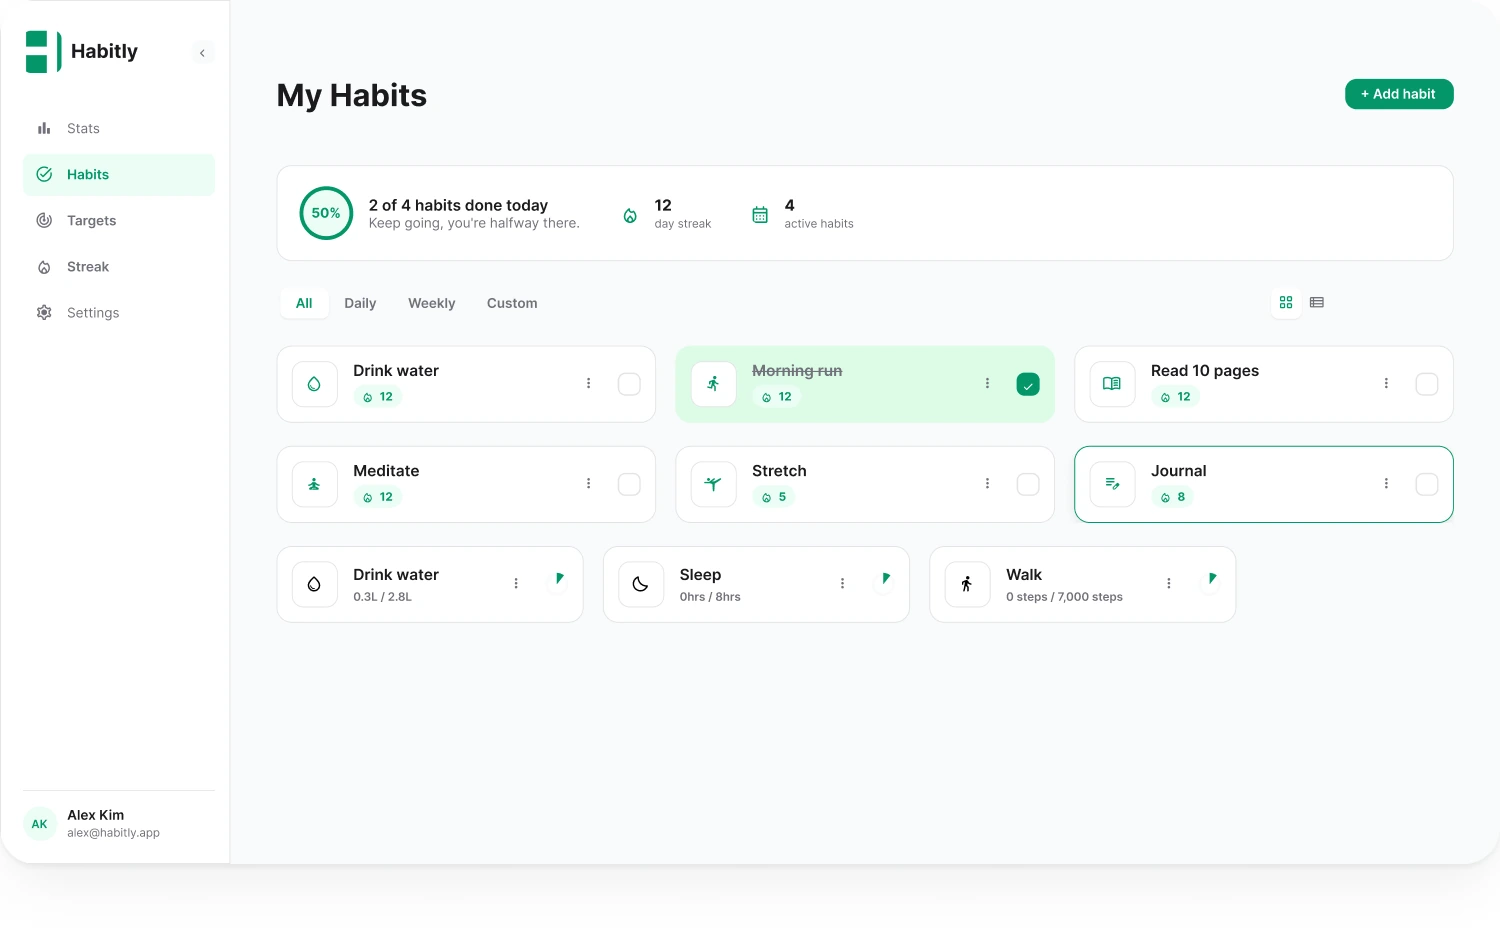 Habitly
Stats
Habits
Targets
Streak
Settings
Alex Kim
AK
alex@habitly.app
My Habits
+ Add habit
50%
2 of 4 habits done today
Keep going, you're halfway there.
12
day streak
4
active habits
All
Daily
Weekly
Custom
Drink water
12
Morning run
12
Read 10 pages
12
Meditate
12
Stretch
5
Journal
8
Drink water
0.3L / 2.8L
Sleep
0hrs / 8hrs
Walk
0 steps / 7,000 steps